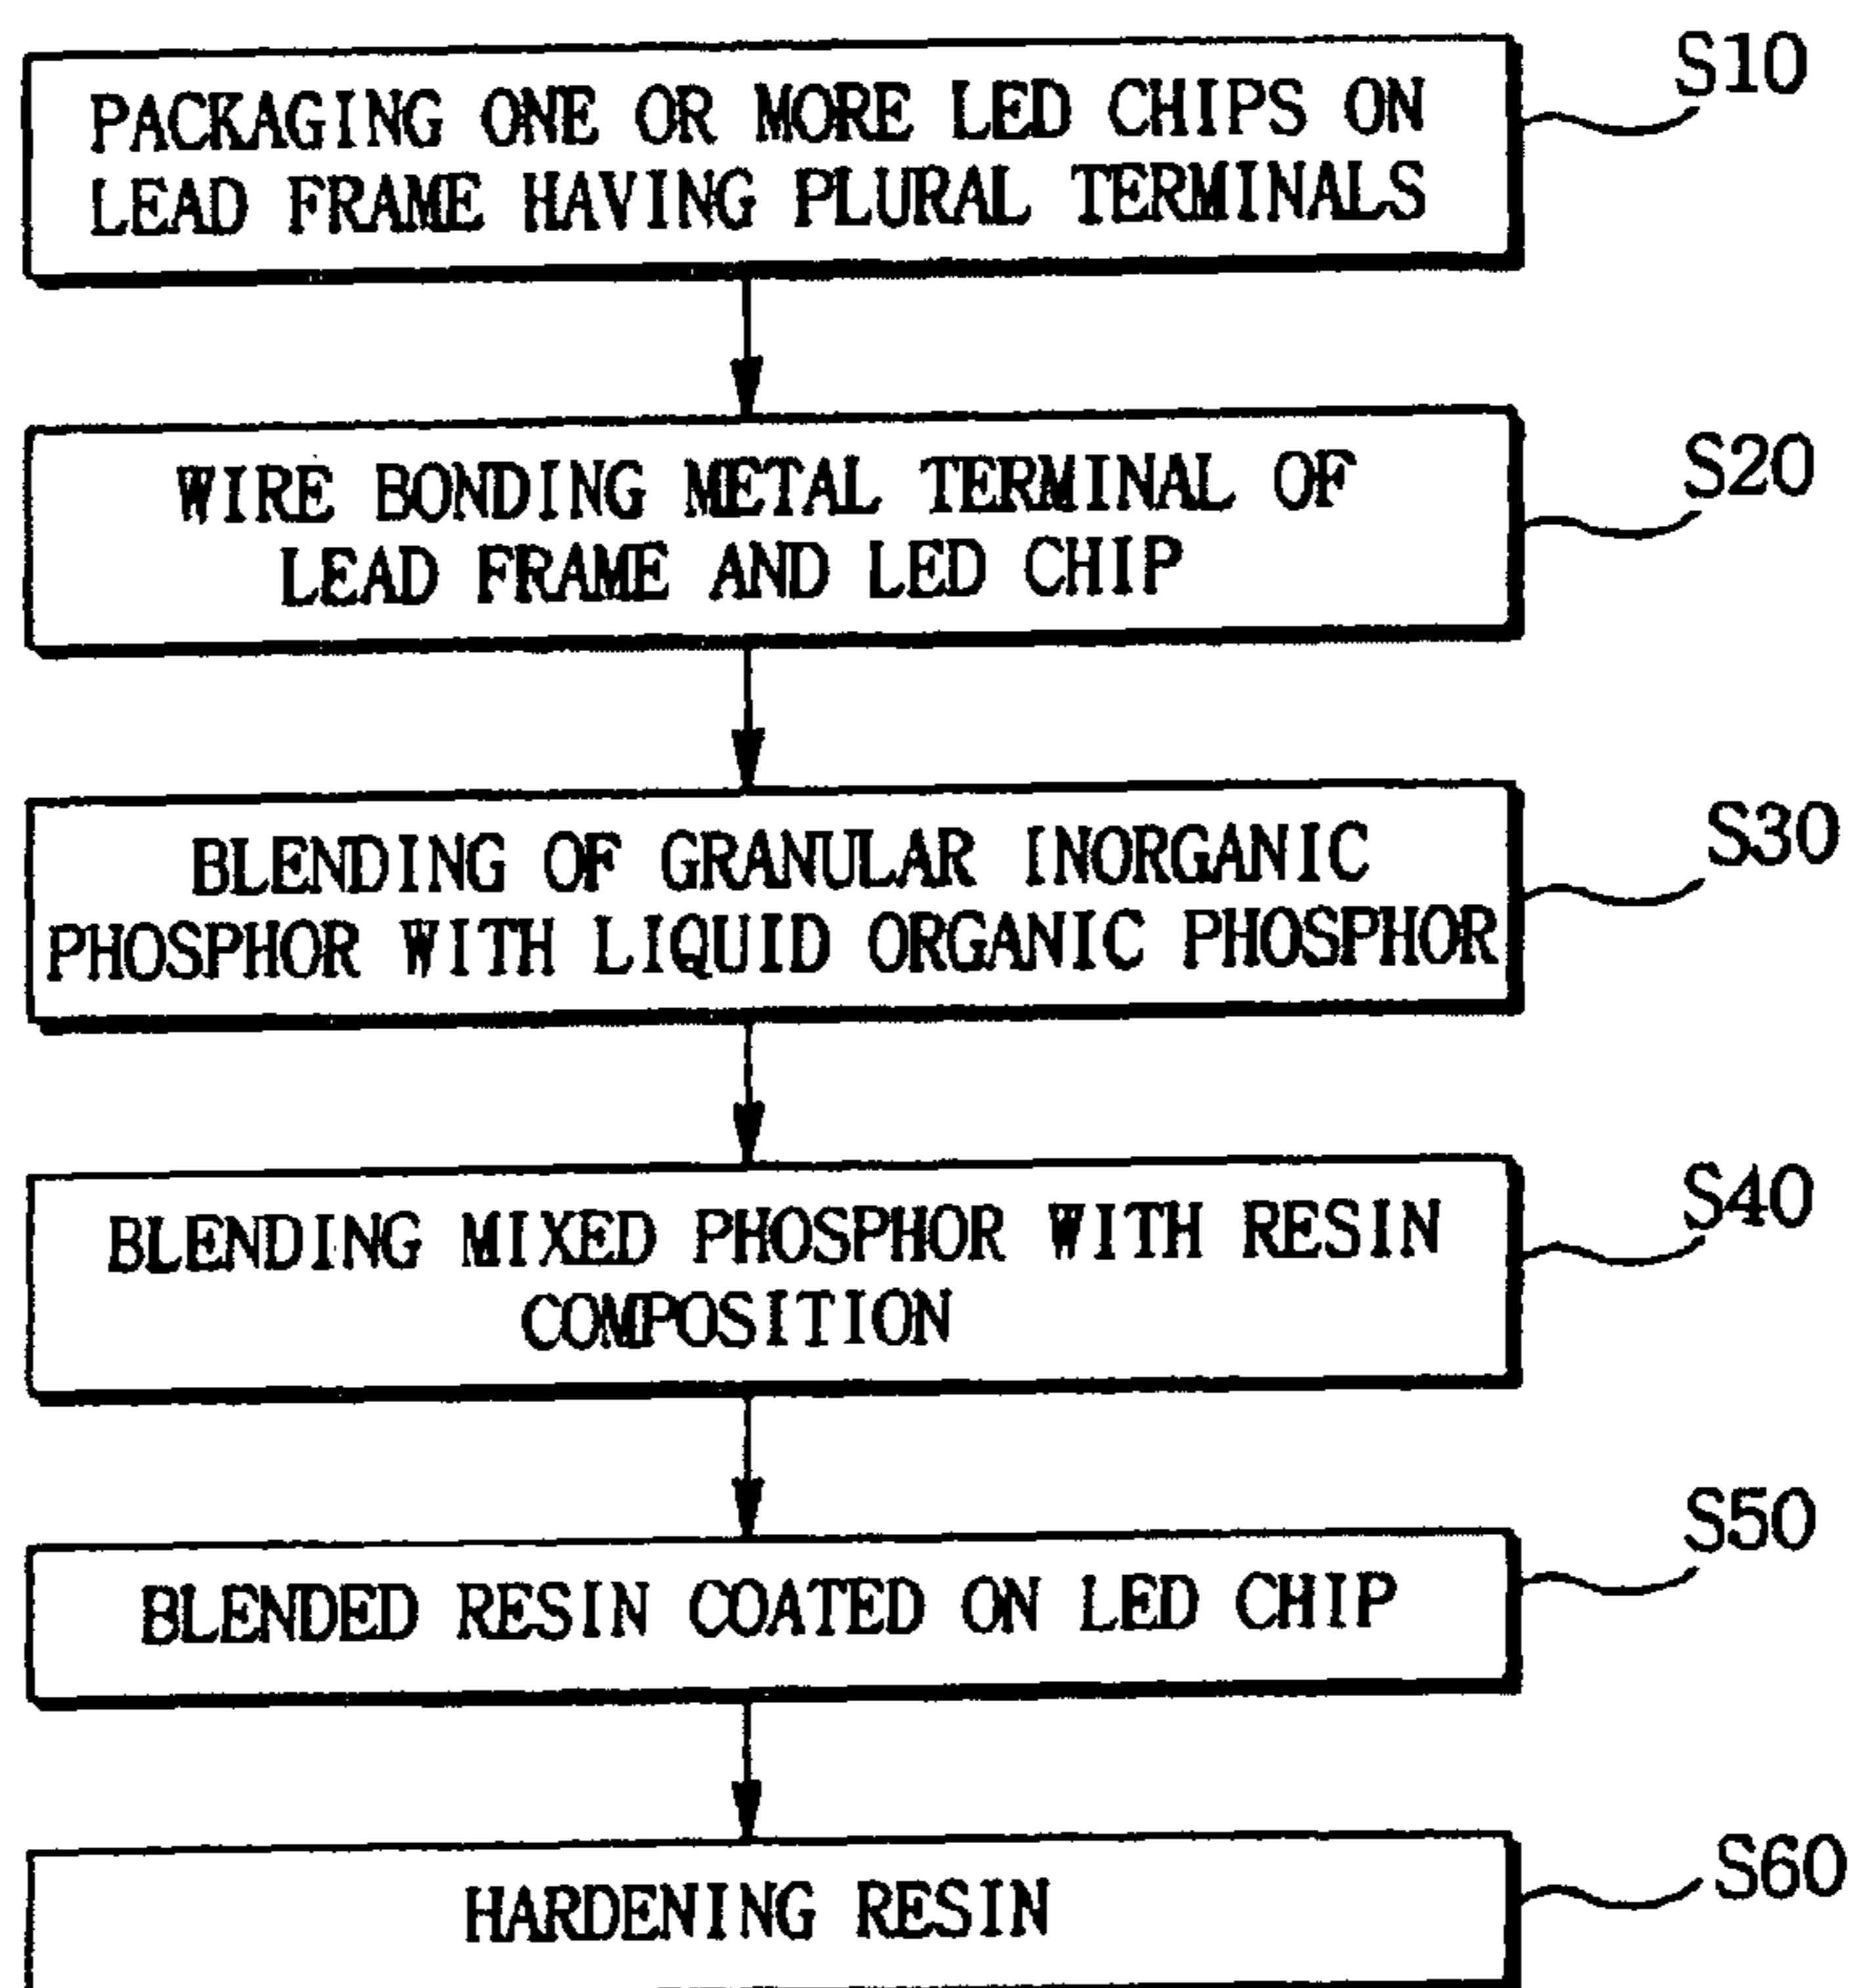 PACKAGING ONE OR MORE LED CHIPS ON
LEAD FRAME HAVING PLURAL TERMINALS
S10
WIRE BONDING METAL TERMINAL OF
LEAD FRAME AND LED CHIP
S20
BLENDING OF GRANULAR INORGANIC
PHOSPHOR WITH LIQUID ORGANIC PHOSPHOR
S30
BLENDING MIXED PHOSPHOR WITH RESIN
COMPOSITION
S40
BLENDED RESIN COATED ON LED CHIP
S50
HARDENING RESIN
S60